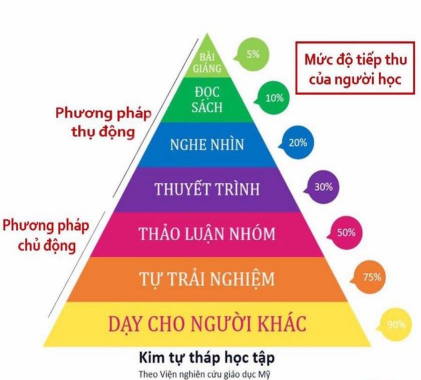 BÀI
GIẢNG
5%
Mức độ tiếp thu
của người học
ĐỌC
SÁCH
10%
Phương pháp
thụ động
NGHE NHÌN
20%
THUYẾT TRÌNH
30%
Phương pháp
chủ động
THẢO LUẬN NHÓM
50%
TỰ TRẢI NGHIỆM
75%
DẠY CHO NGƯỜI KHÁC
90%
Kim tự tháp học tập
Theo Viện nghiên cứu giáo dục Mỹ